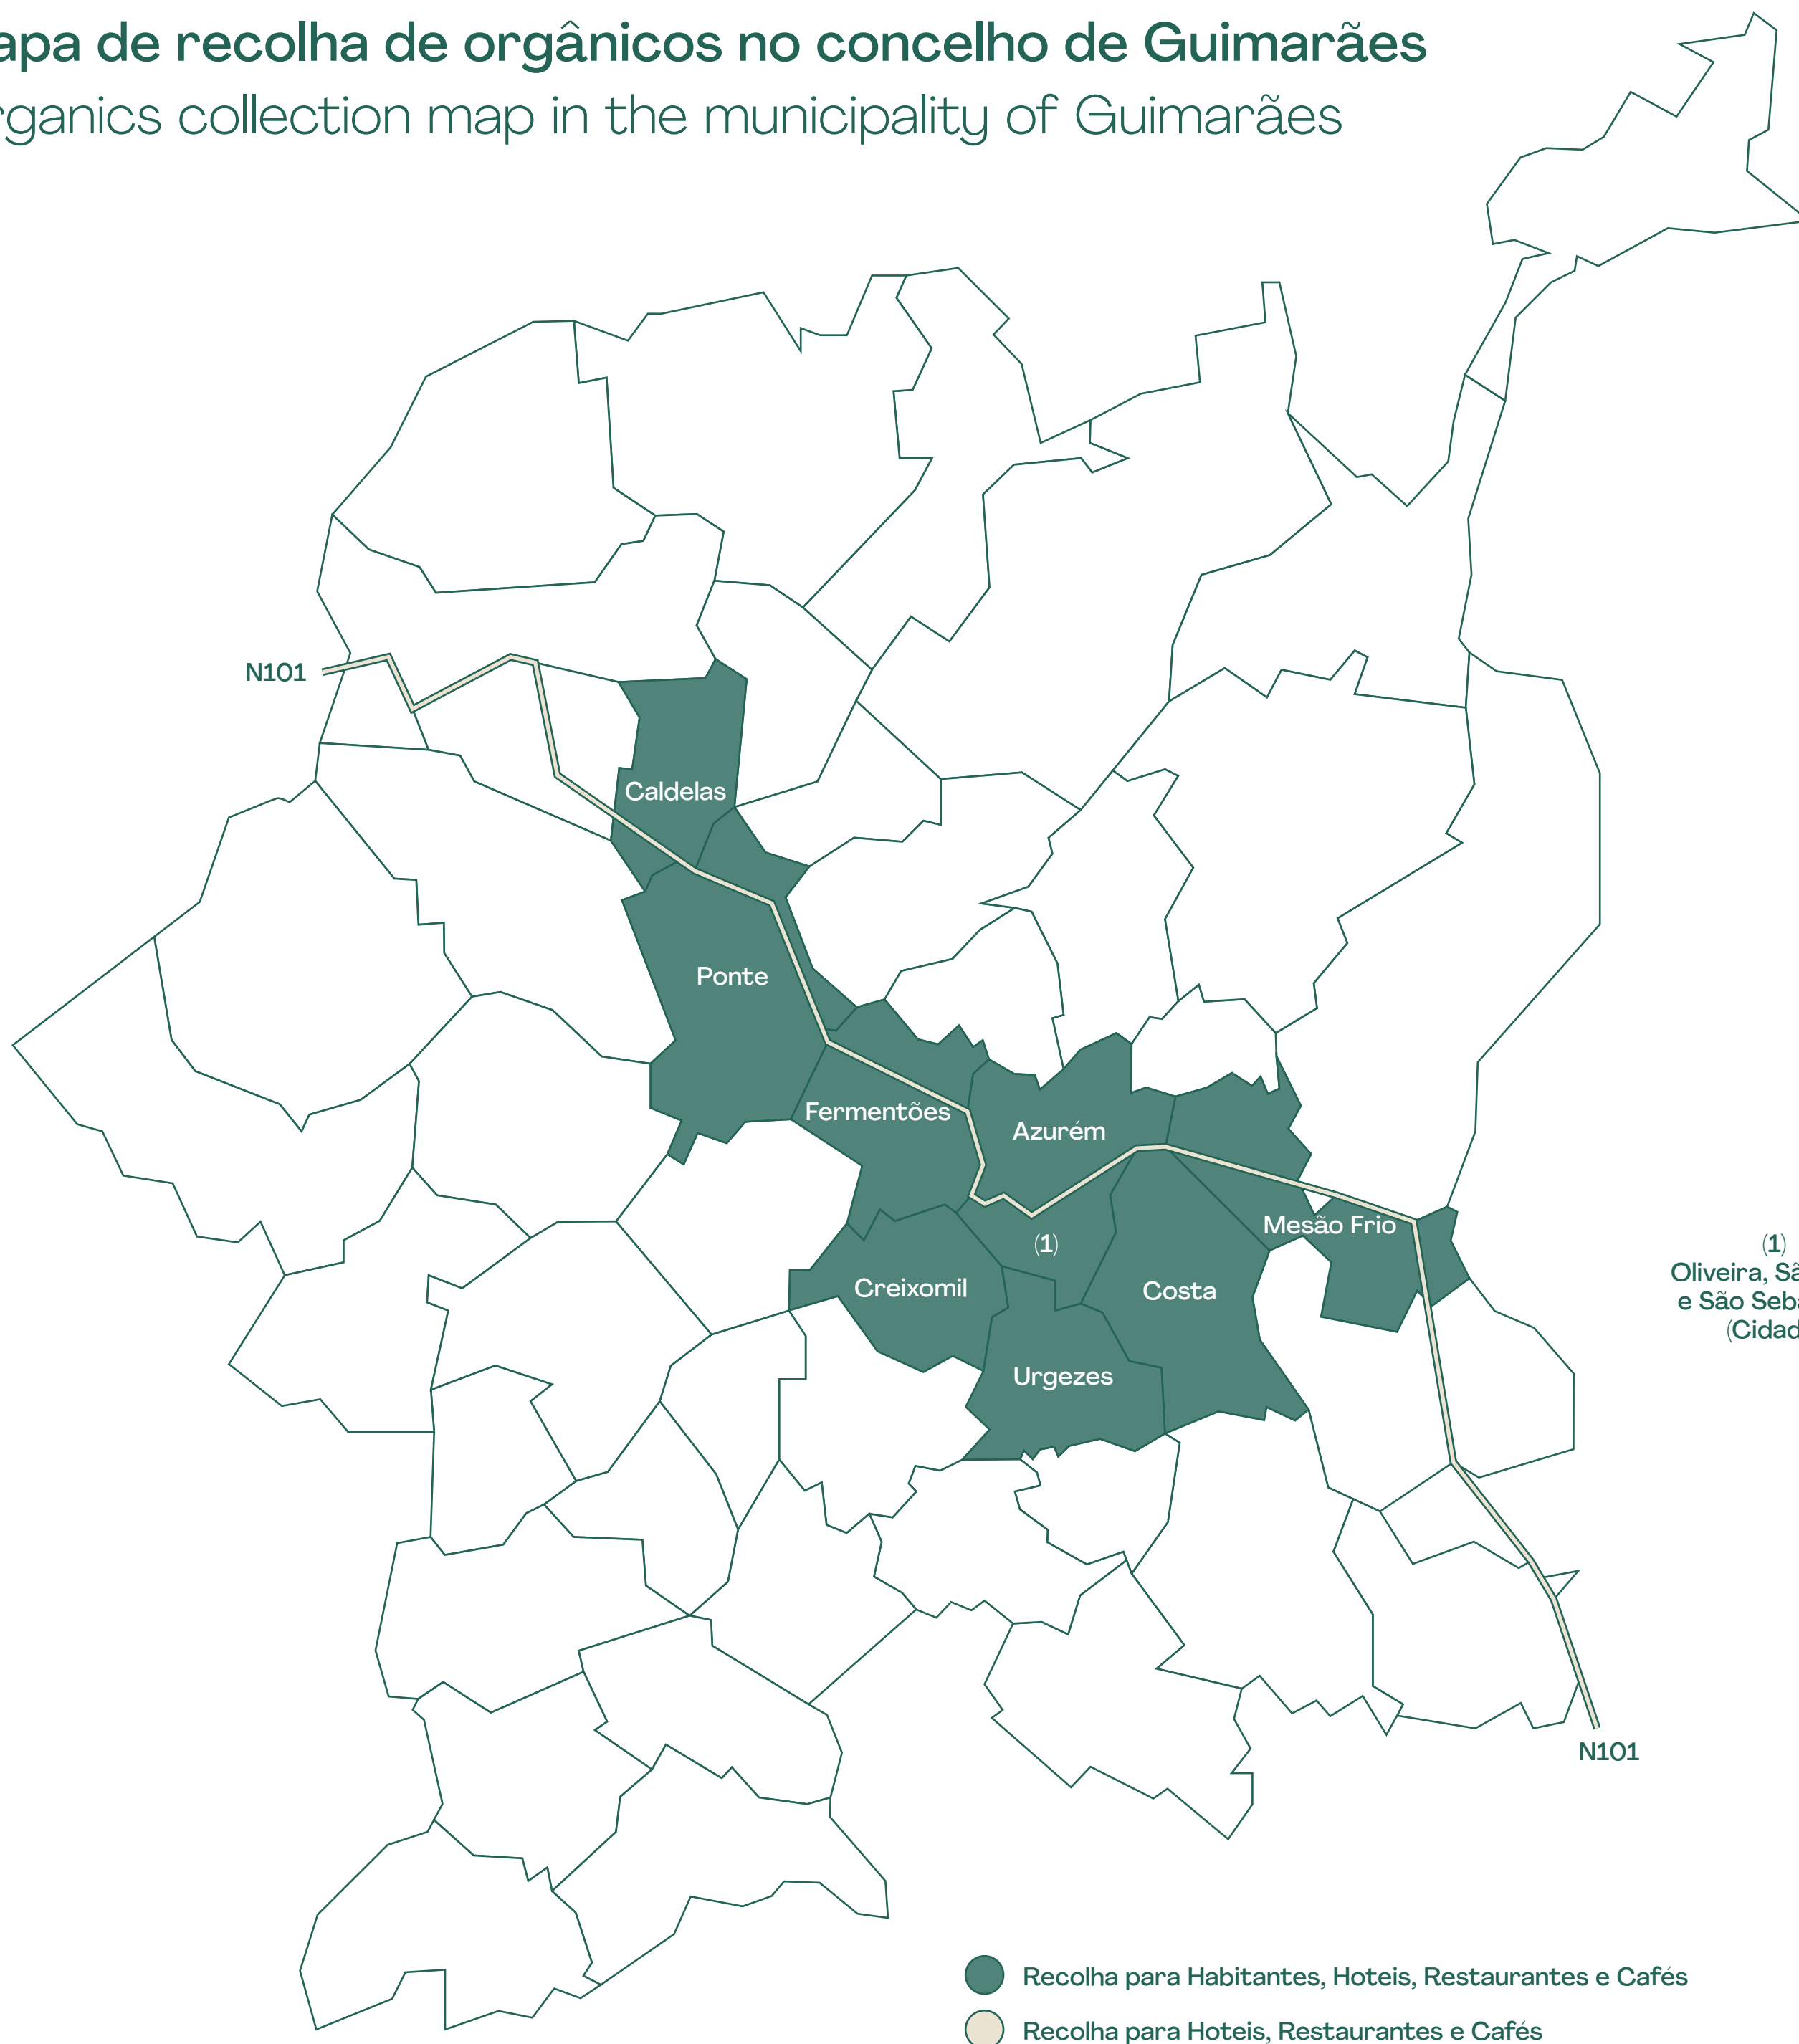 de recolha de orgânicos no concelho de Guimarães
collection map in the municipality of Guimarães
N101
Caldelas
Ponte
Fermentões
Azurém
Mesão Frio
(1)
(1)
Creixomil
Costa
Oliveira,
e São
Urgezes
N101
Recolha para Habitantes, Hoteis, Restaurantes e Cafés
Recolha para Hoteis, Restaurantes e Cafés